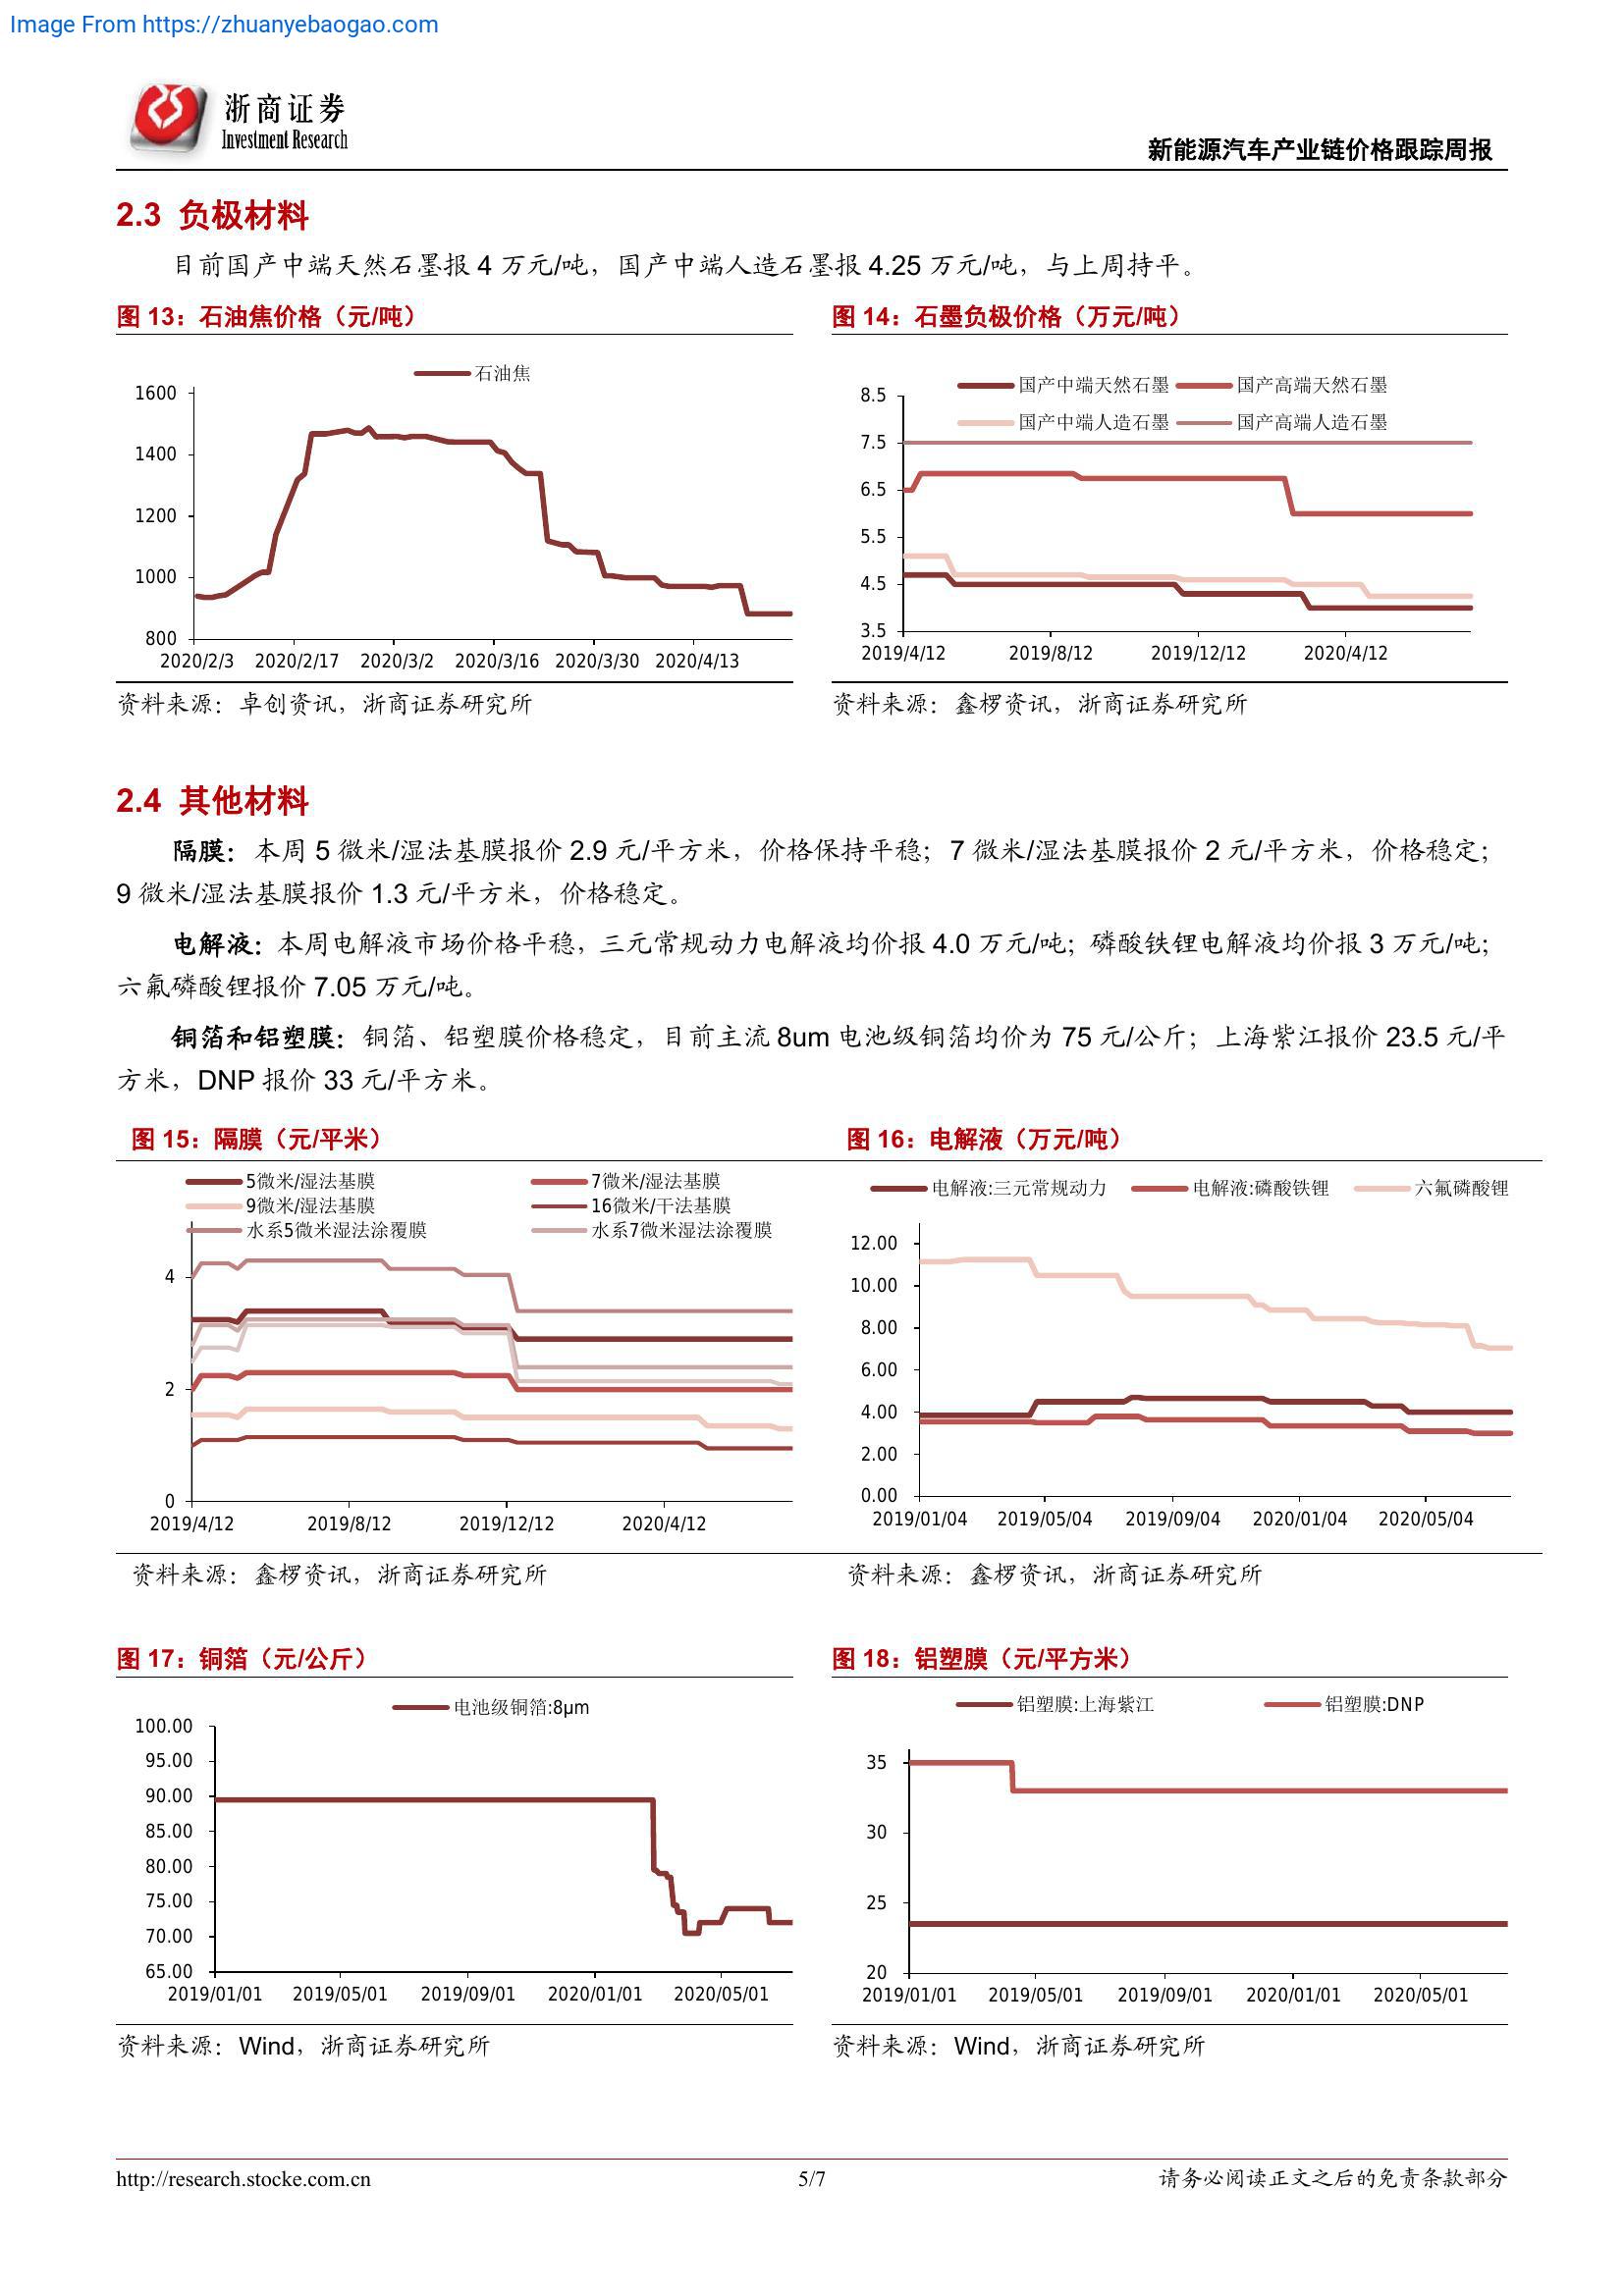 Image From https://zhuanyebaogao.com
浙商证券
Investment Research
新能源汽车产业链价格跟踪周报
2.3 负极材料
目前国产中端天然石墨报 4 万元/吨，国产中端人造石墨报 4.25 万元/吨，与上周持平。
图 13：石油焦价格（元/吨）
石油焦
1600
1400
1200
1000
800
2020/2/3 2020/2/17 2020/3/2 2020/3/16 2020/3/30 2020/4/13
资料来源：卓创资讯，浙商证券研究所
图 14：石墨负极价格（万元/吨）
国产中端天然石墨 国产高端天然石墨
国产中端人造石墨 国产高端人造石墨
8.5
7.5
6.5
5.5
4.5
3.5
2019/4/12 2019/8/12 2019/12/12 2020/4/12
资料来源：鑫椤资讯，浙商证券研究所
2.4 其他材料
隔膜：本周 5 微米/湿法基膜报价 2.9 元/平方米，价格保持平稳；7 微米/湿法基膜报价 2 元/平方米，价格稳定；
9 微米/湿法基膜报价 1.3 元/平方米，价格稳定。
电解液：本周电解液市场价格平稳，三元常规动力电解液均价报 4.0 万元/吨；磷酸铁锂电解液均价报 3 万元/吨；
六氟磷酸锂报价 7.05 万元/吨。
铜箔和铝塑膜：铜箔、铝塑膜价格稳定，目前主流 8um 电池级铜箔均价为 75 元/公斤；上海紫江报价 23.5 元/平
方米，DNP 报价 33 元/平方米。
图 15：隔膜（元/平米）
5微米/湿法基膜 7微米/湿法基膜
9微米/湿法基膜 16微米/干法基膜
水系5微米湿法涂覆膜 水系7微米湿法涂覆膜
4
2
0
2019/4/12 2019/8/12 2019/12/12 2020/4/12
资料来源：鑫椤资讯，浙商证券研究所
图 16：电解液（万元/吨）
电解液:三元常规动力 电解液:磷酸铁锂 六氟磷酸锂
12.00
10.00
8.00
6.00
4.00
2.00
0.00
2019/01/04 2019/05/04 2019/09/04 2020/01/04 2020/05/04
资料来源：鑫椤资讯，浙商证券研究所
图 17：铜箔（元/公斤）
电池级铜箔:8μm
100.00
95.00
90.00
85.00
80.00
75.00
70.00
65.00
2019/01/01 2019/05/01 2019/09/01 2020/01/01 2020/05/01
资料来源：Wind，浙商证券研究所
图 18：铝塑膜（元/平方米）
铝塑膜:上海紫江 铝塑膜:DNP
35
30
25
20
2019/01/01 2019/05/01 2019/09/01 2020/01/01 2020/05/01
资料来源：Wind，浙商证券研究所
http://research.stocke.com.cn
5/7
请务必阅读正文之后的免责条款部分